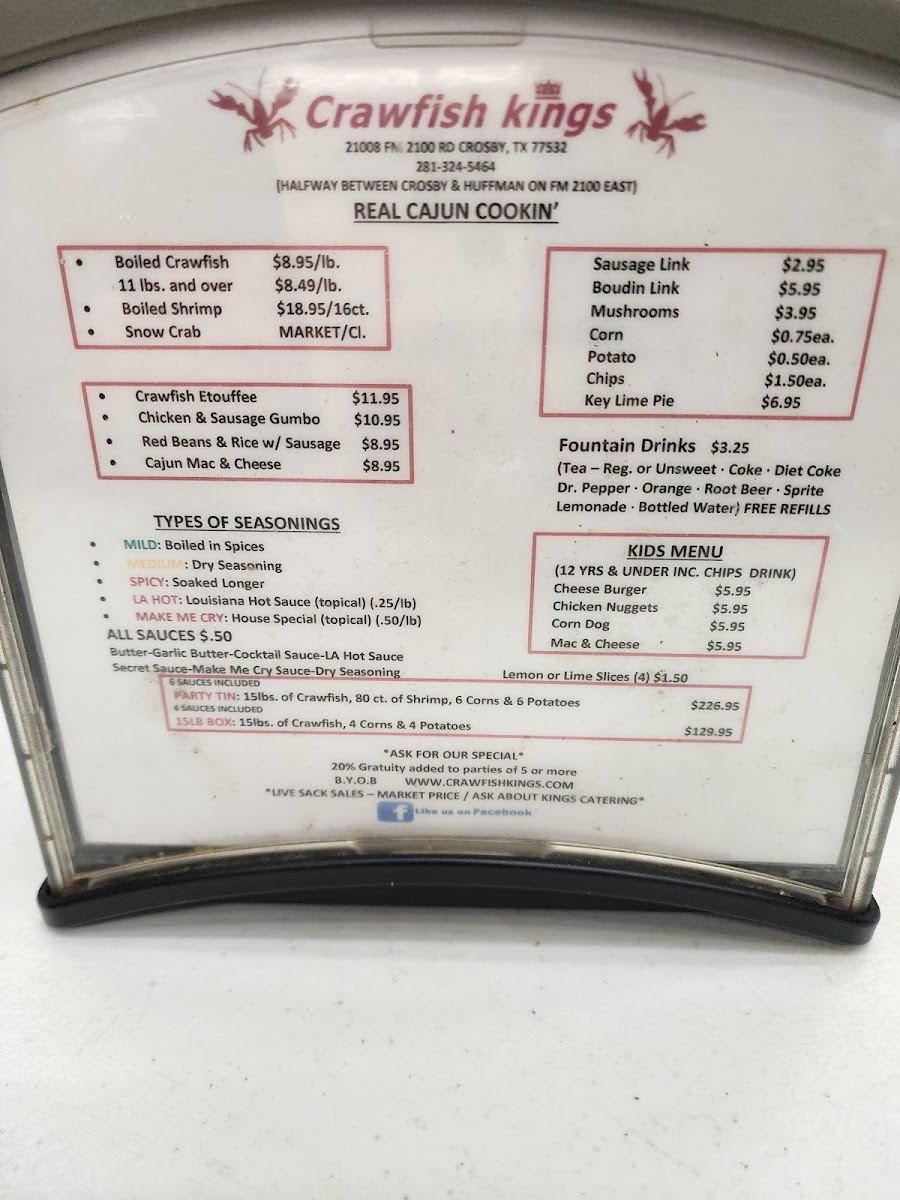 Crawfish kings
21008 FM 2100 RD CROSBY, TX 77532
281-324-5464
(HALFWAY BETWEEN CROSBY & HUFFMAN ON FM 2100 EAST)
REAL CAJUN COOKIN'
• Boiled Crawfish $8.95/lb.
11 lbs. and over $8.49/lb.
• Boiled Shrimp $18.95/16ct.
• Snow Crab MARKET/Cl.
• Crawfish Etouffee $11.95
• Chicken & Sausage Gumbo $10.95
• Red Beans & Rice w/ Sausage $8.95
• Cajun Mac & Cheese $8.95
TYPES OF SEASONINGS
• MILD: Boiled in Spices
• MEDIUM: Dry Seasoning
• SPICY: Soaked Longer
• LA HOT: Louisiana Hot Sauce (topical) (.25/lb)
• MAKE ME CRY: House Special (topical) (.50/lb)
ALL SAUCES $.50
Butter-Garlic Butter-Cocktail Sauce-LA Hot Sauce
Secret Sauce-Make Me Cry Sauce-Dry Seasoning
Sausage Link $2.95
Boudin Link $5.95
Mushrooms $3.95
Corn $0.75ea.
Potato $0.50ea.
Chips $1.50ea.
Key Lime Pie $6.95
Fountain Drinks $3.25
(Tea – Reg. or Unsweet · Coke · Diet Coke
Dr. Pepper · Orange · Root Beer · Sprite
Lemonade · Bottled Water) FREE REFILLS
KIDS MENU
(12 YRS & UNDER INC. CHIPS DRINK)
Cheese Burger $5.95
Chicken Nuggets $5.95
Corn Dog $5.95
Mac & Cheese $5.95
Lemon or Lime Slices (4) $1.50
6 SAUCES INCLUDED
PARTY TIN: 15lbs. of Crawfish, 80 ct. of Shrimp, 6 Corns & 6 Potatoes $226.95
4 SAUCES INCLUDED
15LB BOX: 15lbs. of Crawfish, 4 Corns & 4 Potatoes $129.95
*ASK FOR OUR SPECIAL*
20% Gratuity added to parties of 5 or more
B.Y.O.B WWW.CRAWFISHKINGS.COM
*LIVE SACK SALES – MARKET PRICE / ASK ABOUT KINGS CATERING*
f Like us on Facebook